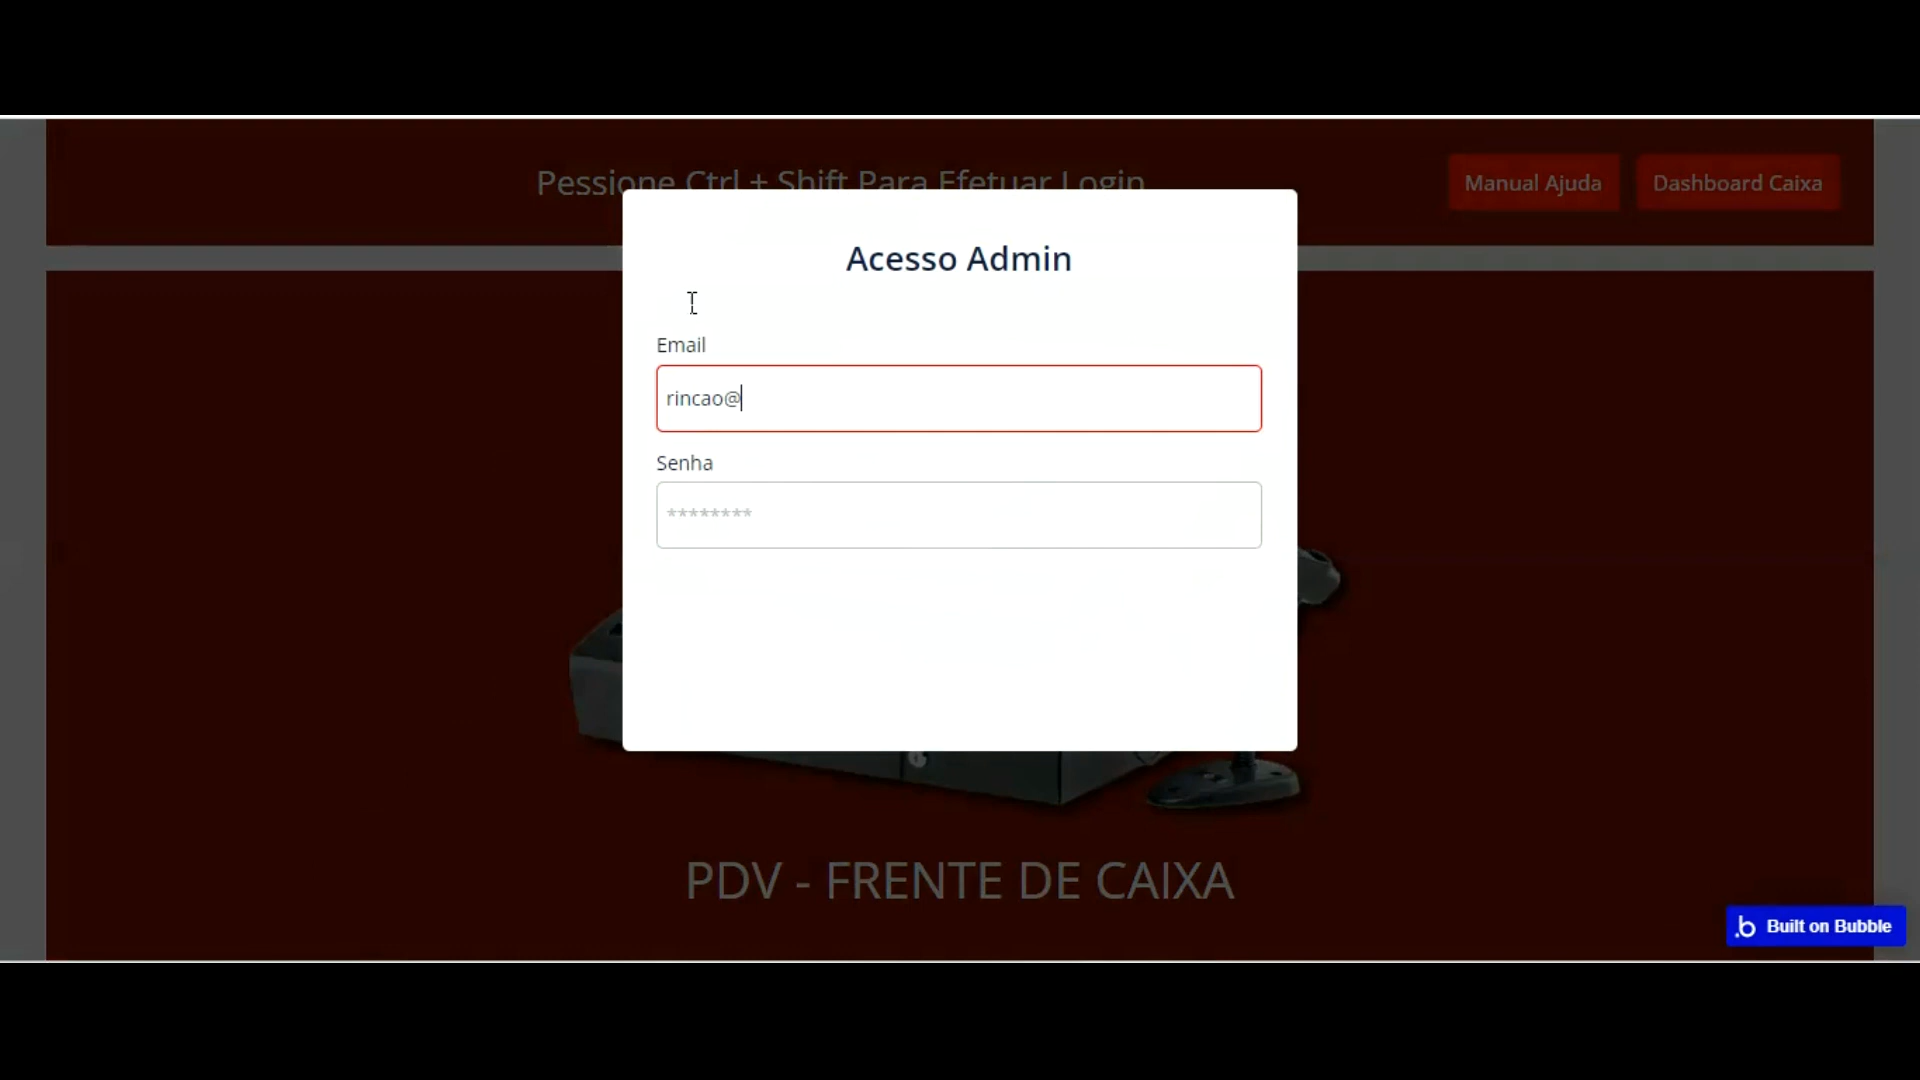 Pessione Ctrl + Shift Para Efetuar Login
Manual Ajuda
Dashboard Caixa
Acesso Admin
Email
rincao@
Senha
********
PDV - FRENTE DE CAIXA
.b Built on Bubble